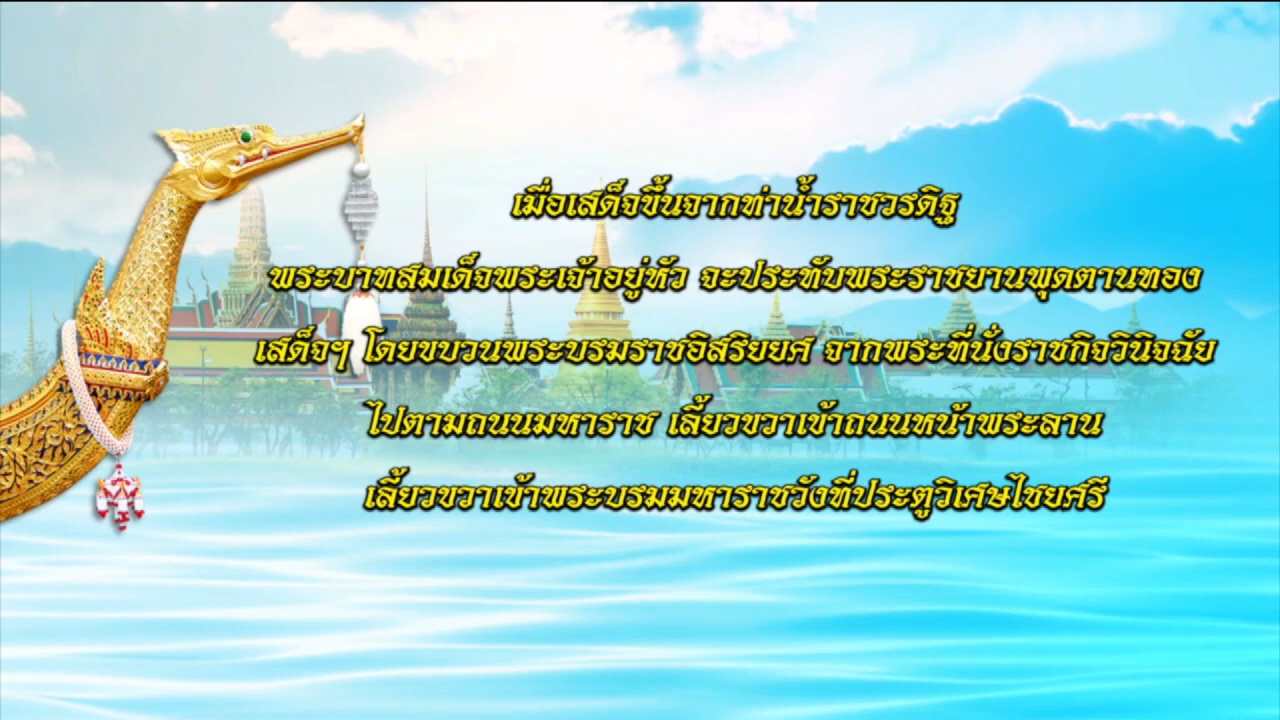 เมื่อเสด็จขึ้นจากท่าน้ำราชวรดิฐ
พระบาทสมเด็จพระเจ้าอยู่หัว จะประทับพระราชยานพุดตานทอง
เสด็จฯ โดยขบวนพระบรมราชอิสริยยศ จากพระที่นั่งราชกิจวินิจฉัย
ไปตามถนนมหาราช เลี้ยวขวาเข้าถนนหน้าพระลาน
เลี้ยวขวาเข้าพระบรมมหาราชวังที่ประตูวิเศษไชยศรี